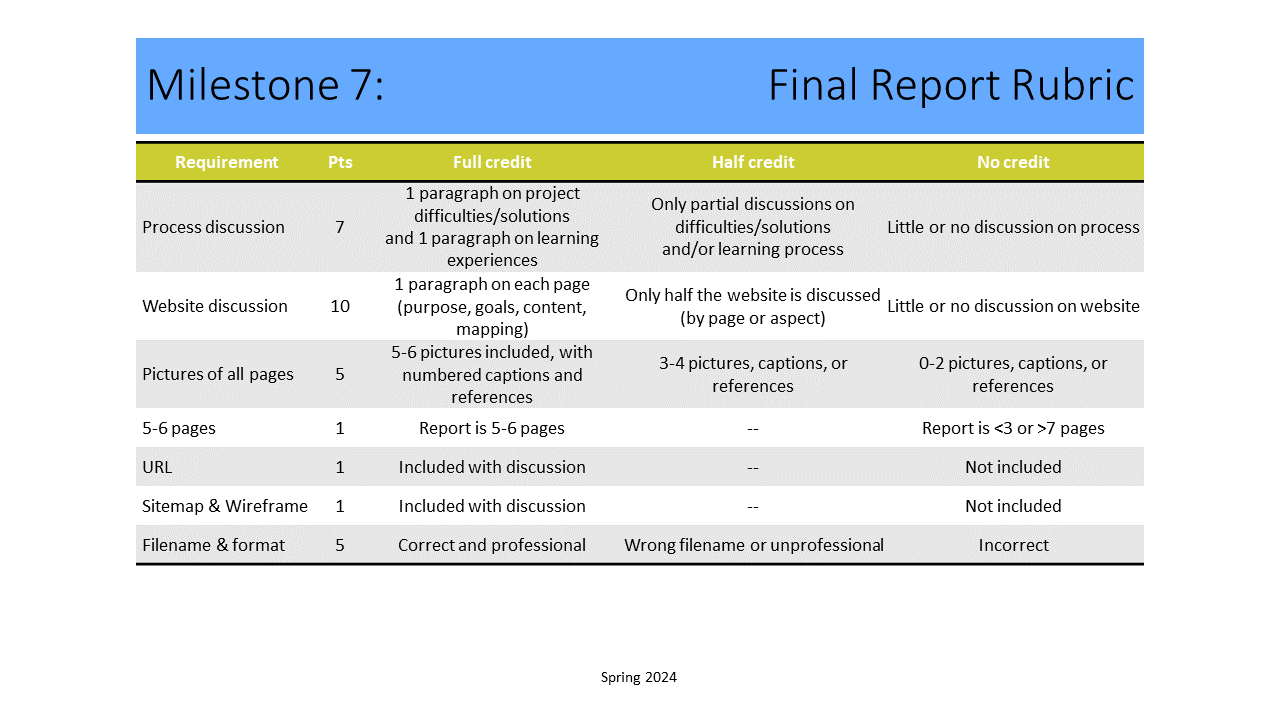 Milestone 7: Final Report Rubric
Requirement Pts Full credit Half credit No credit
Process discussion 7 1 paragraph on project difficulties/solutions and 1 paragraph on learning experiences Only partial discussions on difficulties/solutions and/or learning process Little or no discussion on process
Website discussion 10 1 paragraph on each page (purpose, goals, content, mapping) Only half the website is discussed (by page or aspect) Little or no discussion on website
Pictures of all pages 5 5-6 pictures included, with numbered captions and references 3-4 pictures, captions, or references 0-2 pictures, captions, or references
5-6 pages 1 Report is 5-6 pages -- Report is <3 or >7 pages
URL 1 Included with discussion -- Not included
Sitemap & Wireframe 1 Included with discussion -- Not included
Filename & format 5 Correct and professional Wrong filename or unprofessional Incorrect
Spring 2024